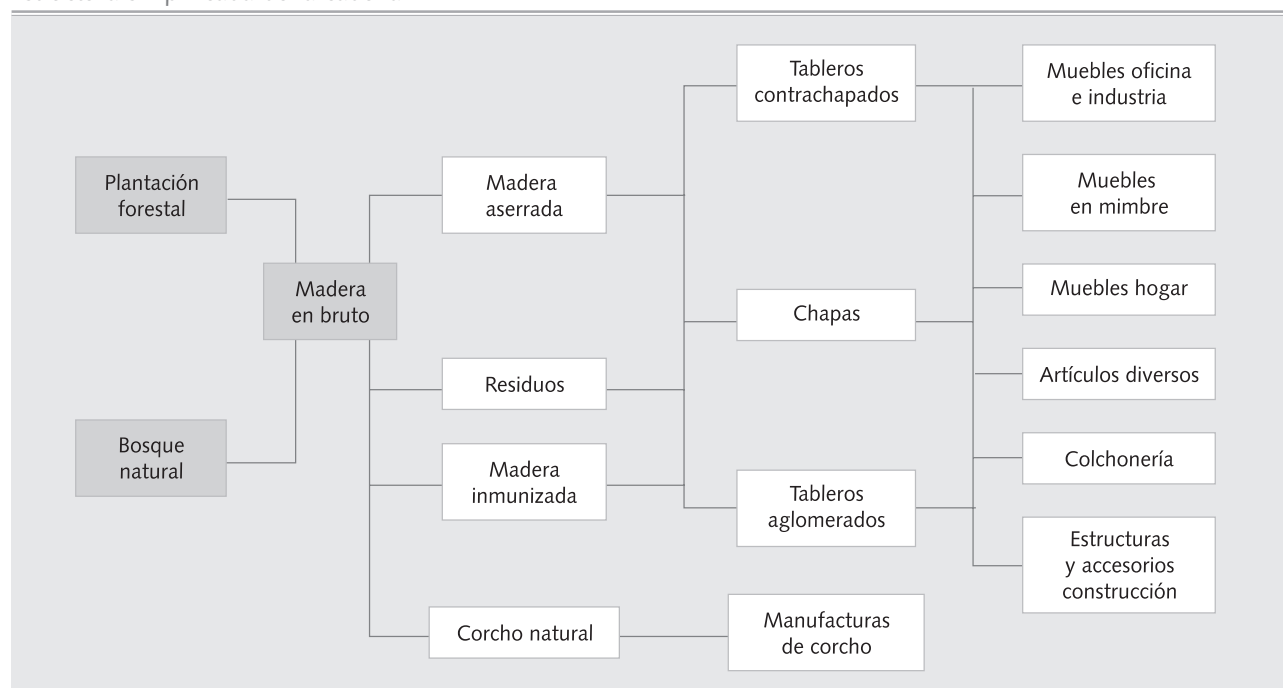 Plantación
forestal
Bosque
natural
Madera
en bruto
Madera
aserrada
Residuos
Madera
inmunizada
Corcho natural
Tableros
contrachapados
Chapas
Tableros
aglomerados
Manufacturas
de corcho
Muebles oficina
e industria
Muebles
en mimbre
Muebles hogar
Artículos diversos
Colchonería
Estructuras
y accesorios
construcción